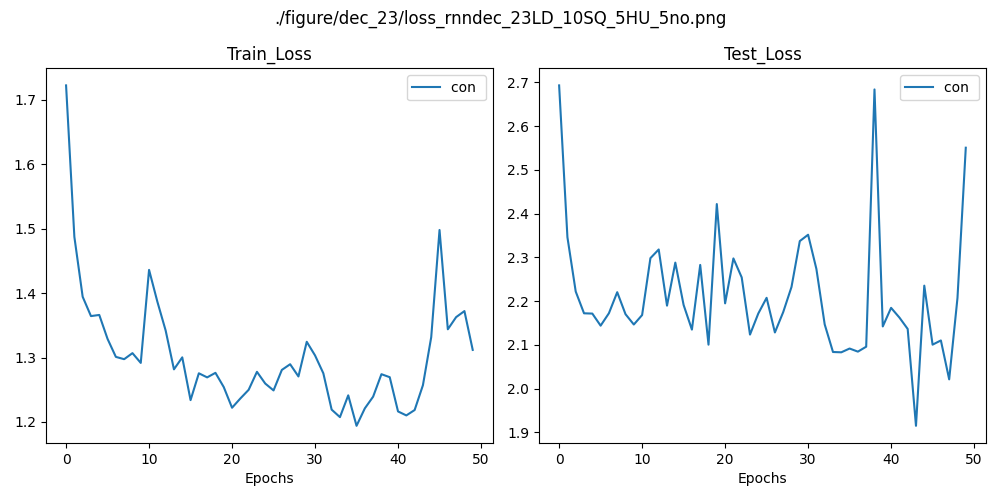 ./figure/dec_23/loss_rnndec_23LD_10SQ_5HU_5no.png
Train_Loss
con
1.7
1.6
1.5
1.4
1.3
1.2
0 10 20 30 40 50
Epochs
Test_Loss
con
2.7
2.6
2.5
2.4
2.3
2.2
2.1
2.0
1.9
0 10 20 30 40 50
Epochs